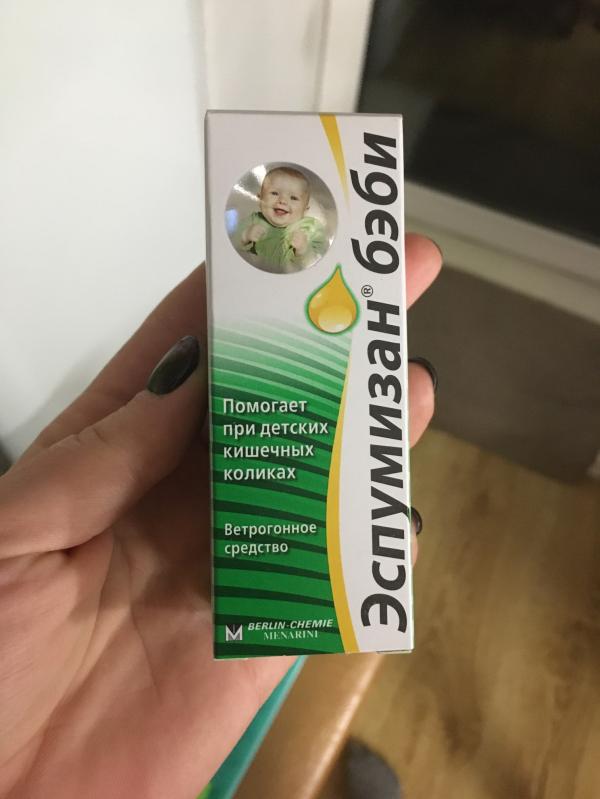 Эспумизан® бэби
Помогает
при детских
кишечных
коликах
Ветрогонное
средство
BERLIN-CHEMIE
MENARINI